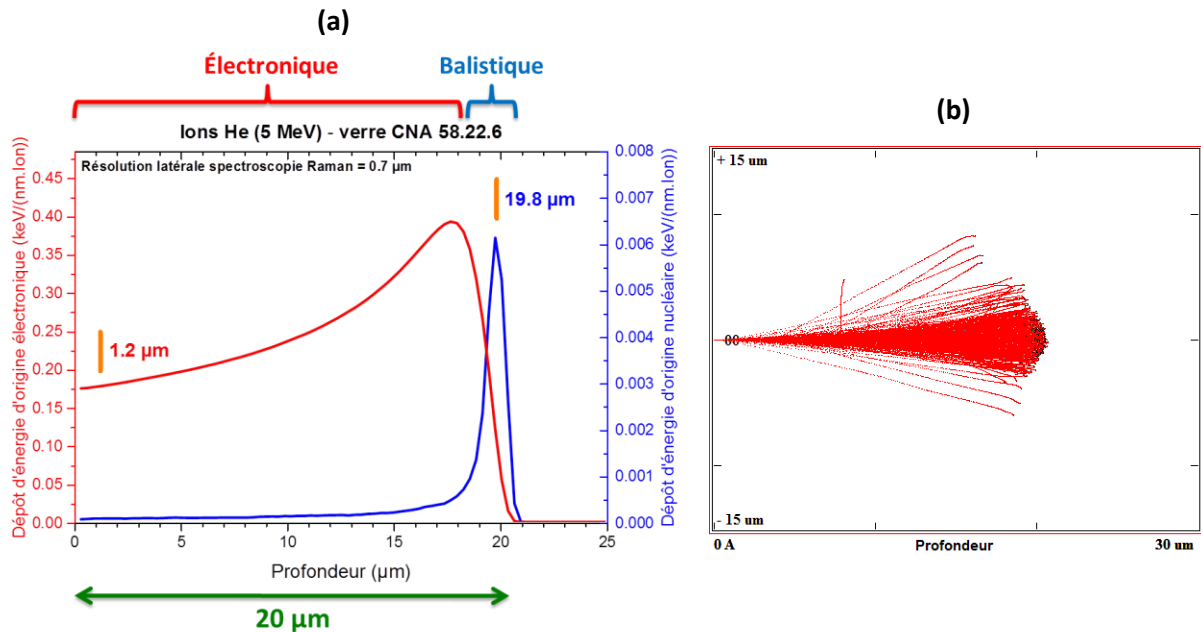 (a)
Électronique
Balistique
Ions He (5 MeV) - verre CNA 58.22.6
Dépôt d'énergie d'origine électronique (keV/(nm.Ion))
0.45
0.40
0.35
0.30
0.25
0.20
0.15
0.10
0.05
0.00
Résolution latérale spectroscopie Raman = 0.7 µm
19.8 µm
1.2 µm
0.008
0.007
0.006
0.005
0.004
0.003
0.002
0.001
0.000
Dépôt d'énergie d'origine nucléaire (keV/(nm.Ion))
0
5
10
15
20
25
Profondeur (µm)
20 µm
(b)
+ 15 um
00
- 15 um
0 A
Profondeur
30 um